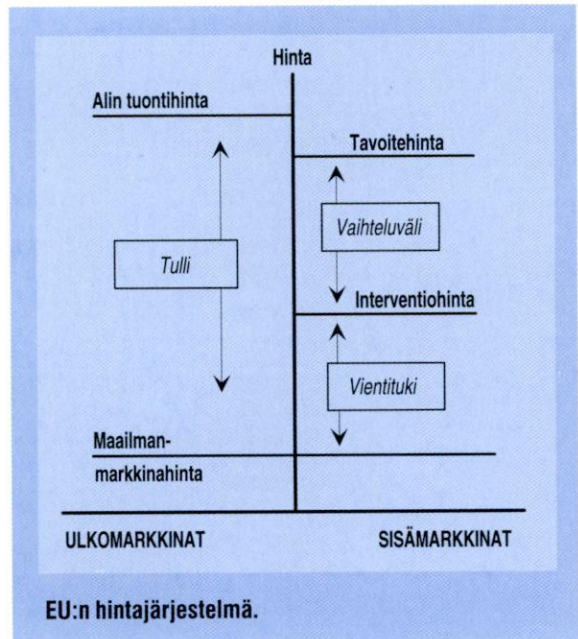 Hinta
Alin tuontihinta
Tavoitehinta
Vaihteluväli
Tulli
Interventiohinta
Vientituki
Maailman-
markkinahinta
ULKOMARKKINAT
SISÄMARKKINAT
EU:n hintajärjestelmä.